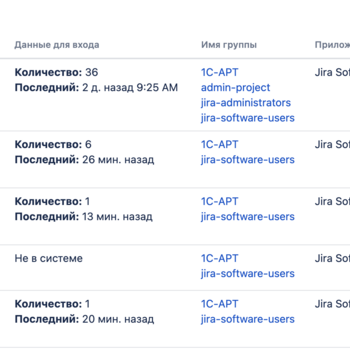 Данные для входа Имя группы Прилож
Количество: 36 1C-APT Jira Sof
Последний: 2 д. назад 9:25 AM admin-project
jira-administrators
jira-software-users
Количество: 6 1C-APT Jira Sof
Последний: 26 мин. назад jira-software-users
Количество: 1 1C-APT Jira Sof
Последний: 13 мин. назад jira-software-users
Не в системе 1C-APT Jira Sof
jira-software-users
Количество: 1 1C-APT Jira Sof
Последний: 20 мин. назад jira-software-users